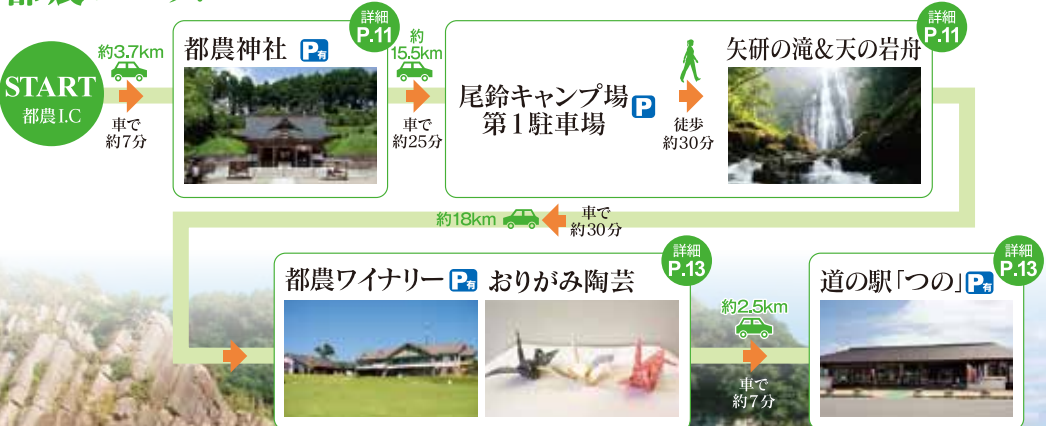 START
都農I.C
約3.7km
車で
約7分
詳細
P.11
都農神社 P有
約
15.5km
車で
約25分
尾鈴キャンプ場 P
第1駐車場
徒歩
約30分
詳細
P.11
矢研の滝&天の岩舟
約18km
車で
約30分
詳細
P.13
都農ワイナリー P有 おりがみ陶芸
約2.5km
車で
約7分
詳細
P.13
道の駅「つの」 P有